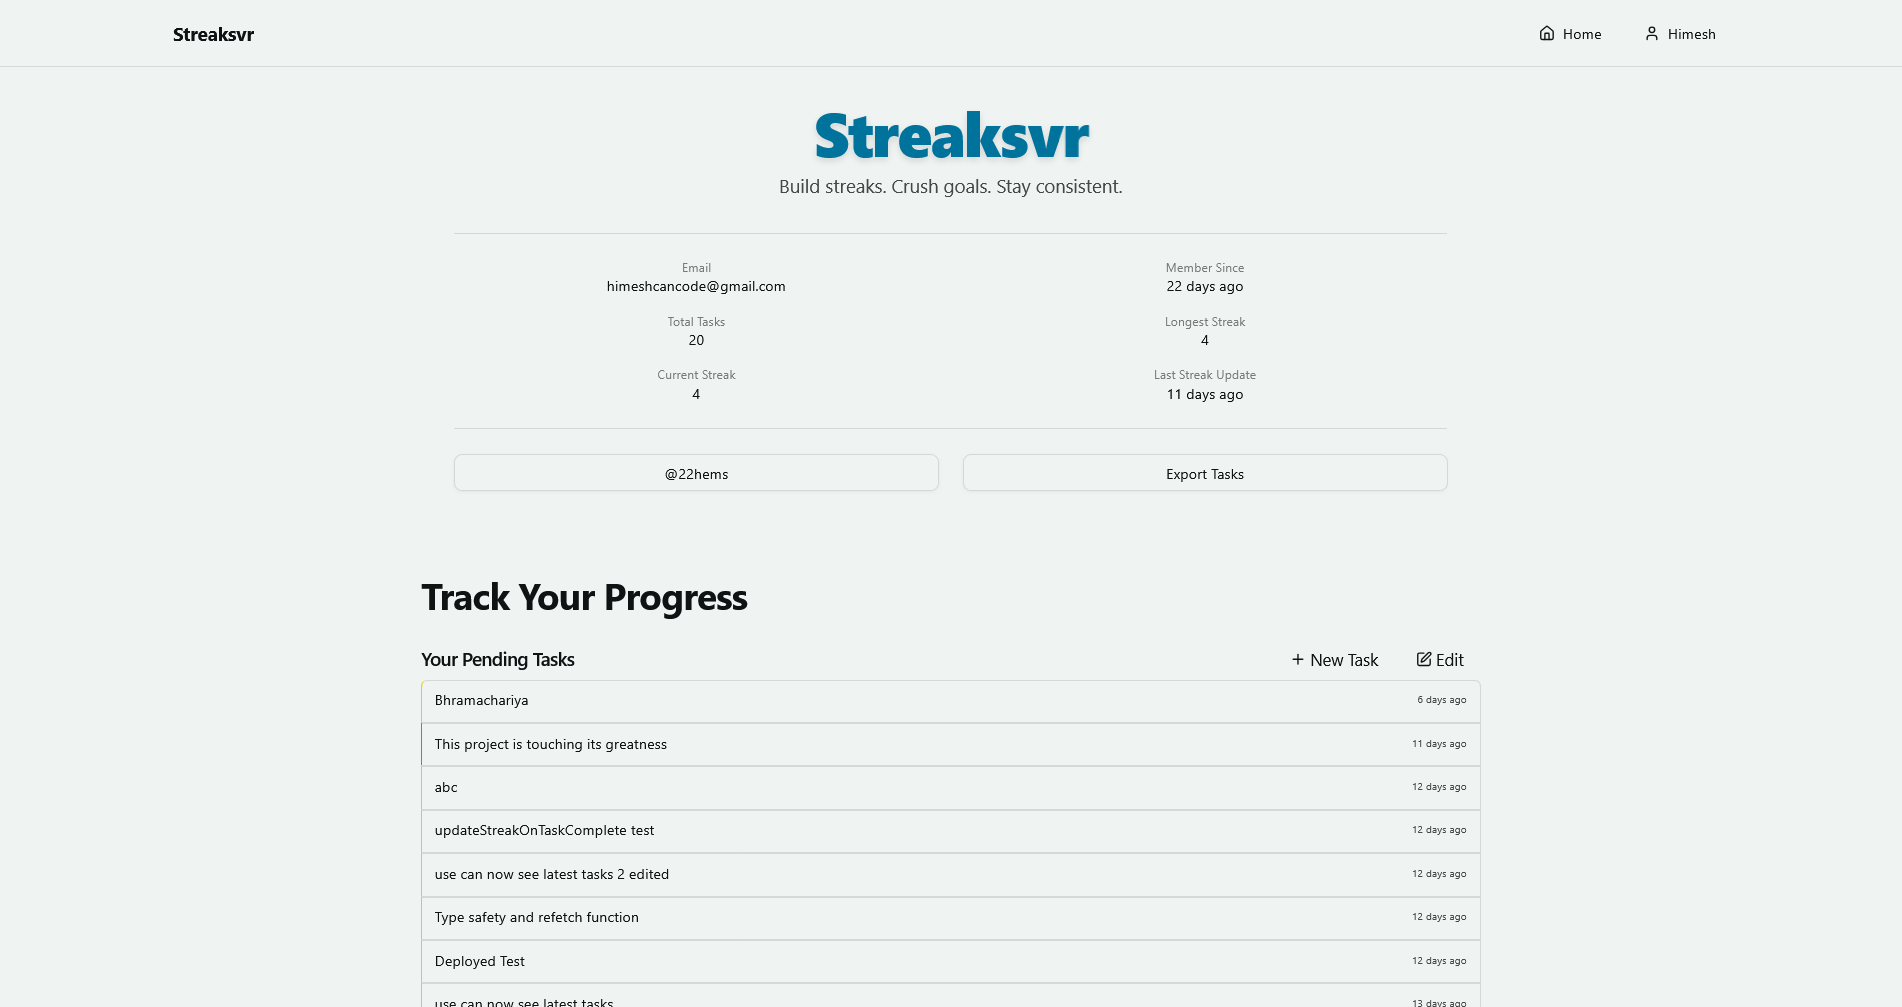 Streaksvr
Home
Himesh
Streaksvr
Build streaks. Crush goals. Stay consistent.
Email
himeshcancode@gmail.com
Member Since
22 days ago
Total Tasks
20
Longest Streak
4
Current Streak
4
Last Streak Update
11 days ago
@22hems
Export Tasks
Track Your Progress
Your Pending Tasks
New Task
Edit
Bhramachariya
6 days ago
This project is touching its greatness
11 days ago
abc
12 days ago
updateStreakOnTaskComplete test
12 days ago
use can now see latest tasks 2 edited
12 days ago
Type safety and refetch function
12 days ago
Deployed Test
12 days ago
use can now see latest tasks
13 days ago